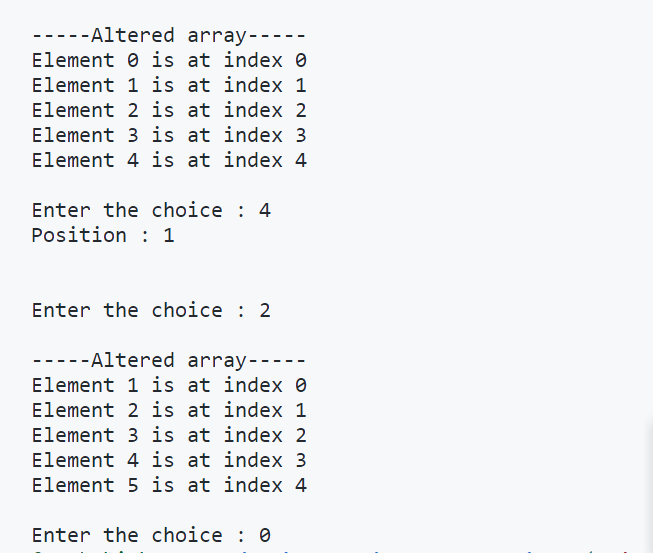 -----Altered array-----
Element 0 is at index 0
Element 1 is at index 1
Element 2 is at index 2
Element 3 is at index 3
Element 4 is at index 4
Enter the choice : 4
Position : 1
Enter the choice : 2
-----Altered array-----
Element 1 is at index 0
Element 2 is at index 1
Element 3 is at index 2
Element 4 is at index 3
Element 5 is at index 4
Enter the choice : 0